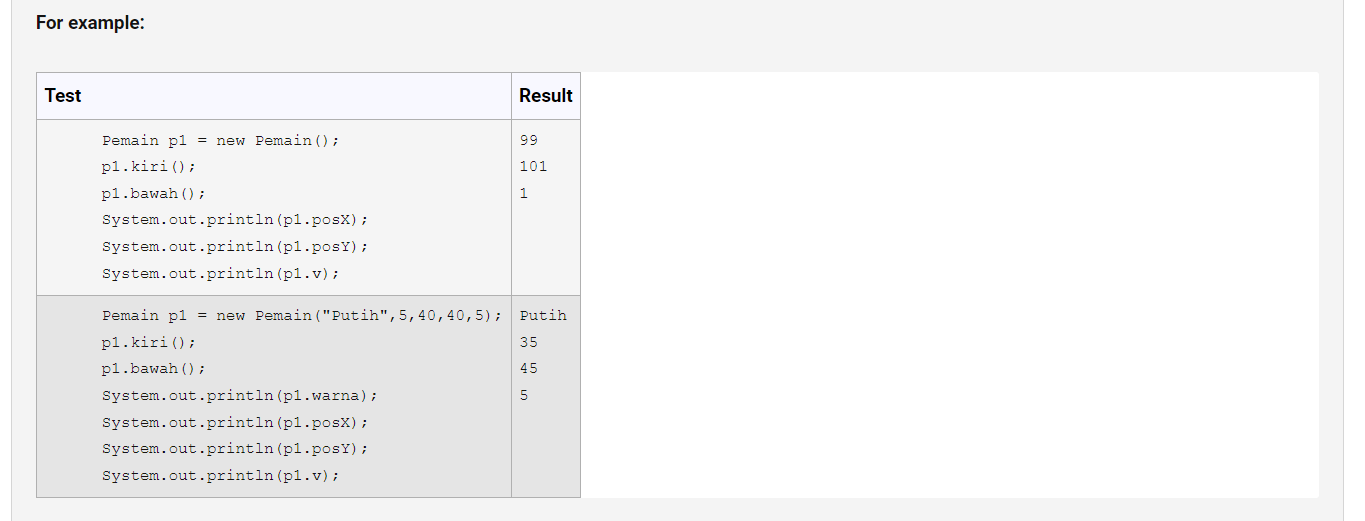 For example:
Test Result
Pemain p1 = new Pemain(); 99
p1.kiri(); 101
p1.bawah(); 1
System.out.println(p1.posX);
System.out.println(p1.posY);
System.out.println(p1.v);
Pemain p1 = new Pemain("Putih",5,40,40,5); Putih
p1.kiri(); 35
p1.bawah(); 45
System.out.println(p1.warna); 5
System.out.println(p1.posX);
System.out.println(p1.posY);
System.out.println(p1.v);